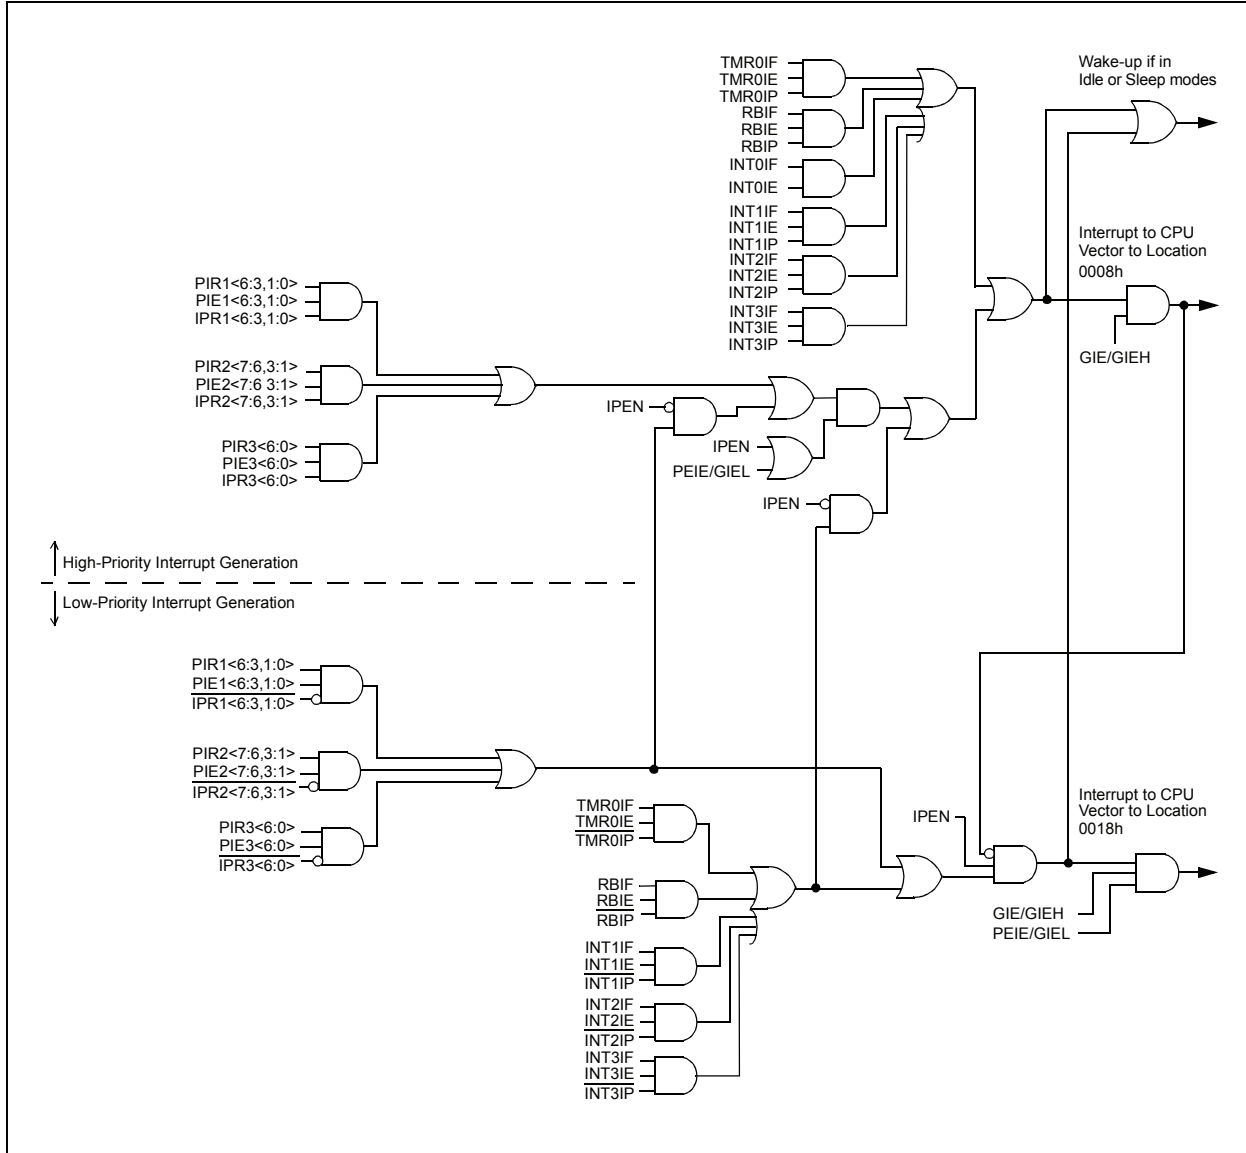 TMR0IF
TMR0IE
TMR0IP
RBIF
RBIE
RBIP
INT0IF
INT0IE
INT1IF
INT1IE
INT1IP
INT2IF
INT2IE
INT2IP
INT3IF
INT3IE
INT3IP
Wake-up if in
Idle or Sleep modes
Interrupt to CPU
Vector to Location
0008h
GIE/GIEH
PIR1<6:3,1:0>
PIE1<6:3,1:0>
IPR1<6:3,1:0>
PIR2<7:6,3:1>
PIE2<7:6 3:1>
IPR2<7:6,3:1>
PIR3<6:0>
PIE3<6:0>
IPR3<6:0>
IPEN
IPEN
PEIE/GIEL
IPEN
High-Priority Interrupt Generation
Low-Priority Interrupt Generation
PIR1<6:3,1:0>
PIE1<6:3,1:0>
IPR1<6:3,1:0>
PIR2<7:6,3:1>
PIE2<7:6,3:1>
IPR2<7:6,3:1>
PIR3<6:0>
PIE3<6:0>
IPR3<6:0>
TMR0IF
TMR0IE
TMR0IP
RBIF
RBIE
RBIP
INT1IF
INT1IE
INT1IP
INT2IF
INT2IE
INT2IP
INT3IF
INT3IE
INT3IP
IPEN
Interrupt to CPU
Vector to Location
0018h
GIE/GIEH
PEIE/GIEL